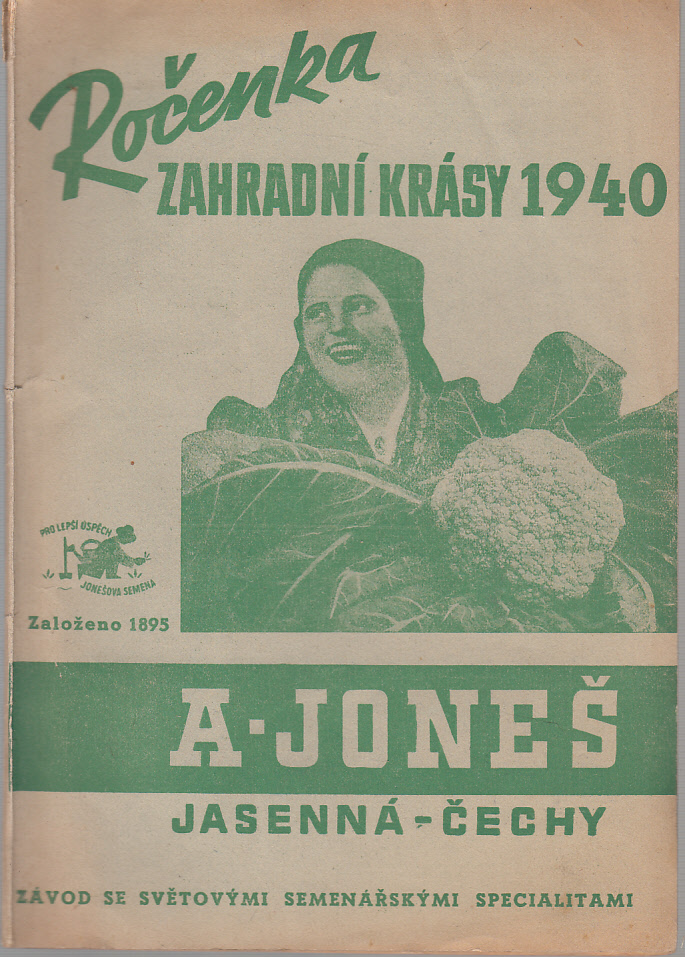 Ročenka
ZAHRADNÍ KRÁSY 1940
PRO LEPŠÍ ÚSPĚCH
JONEŠOVA SEMENA
Založeno 1895
A·JONEŠ
JASENNÁ-ČECHY
ZÁVOD SE SVĚTOVÝMI SEMENÁŘSKÝMI SPECIALITAMI